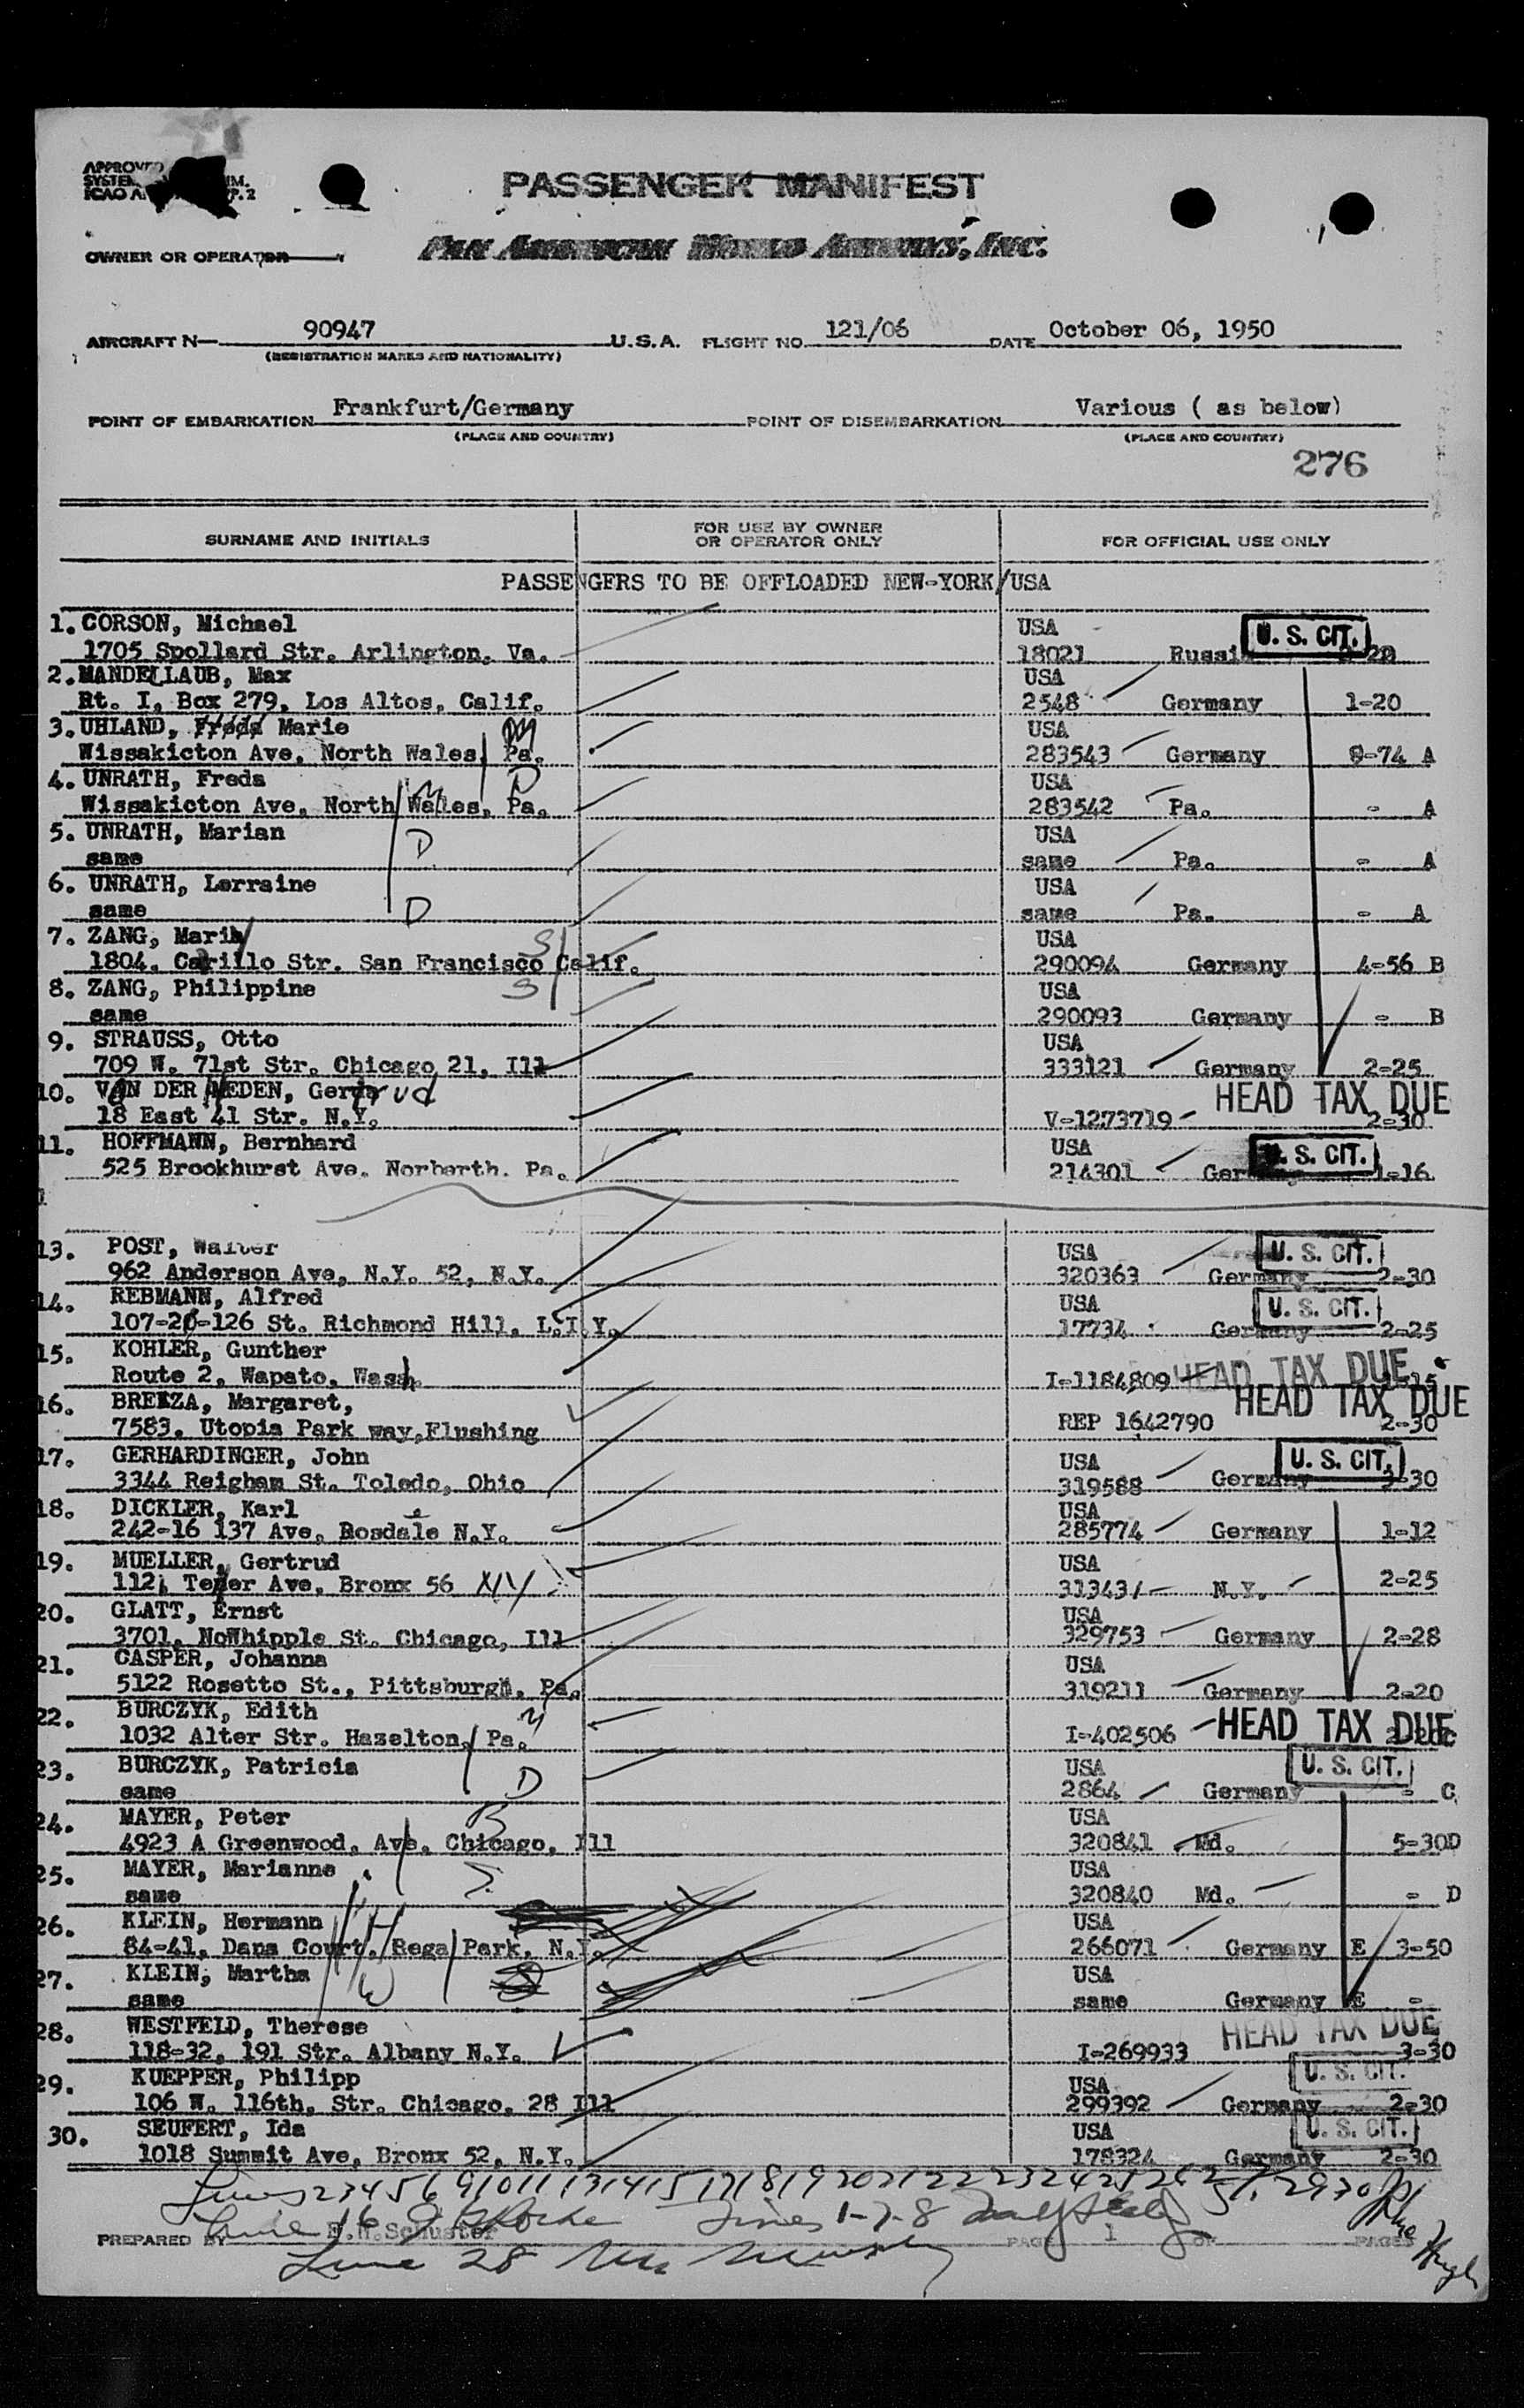 PASSENGER MANIFEST
OWNER OR OPERATOR PAN AMERICAN WORLD AIRWAYS, INC.
AIRCRAFT N— 90947 U.S.A. FLIGHT NO. 121/06 DATE October 06, 1950
(REGISTRATION MARKS AND NATIONALITY)
POINT OF EMBARKATION Frankfurt/Germany POINT OF DISEMBARKATION Various ( as below)
(PLACE AND COUNTRY) (PLACE AND COUNTRY)
276
SURNAME AND INITIALS FOR USE BY OWNER OR OPERATOR ONLY FOR OFFICIAL USE ONLY
PASSENGERS TO BE OFFLOADED NEW-YORK/USA
1. CORSON, Michael USA U. S. CIT.
1705 Spollard Str. Arlington, Va. 18021
2. MANDELLAUB, Max USA
Rt. I, Box 279, Los Altos, Calif. 2548 Germany 1-20
3. UHLAND, Marie USA
Wissakicton Ave, North Wales, Pa. 283543 Germany 8-74 A
4. UNRATH, Freda USA
Wissakicton Ave, North Wales, Pa. 283542 Pa. - A
5. UNRATH, Marian D USA
same same Pa. - A
6. UNRATH, Lorraine USA
same D same Pa. - A
7. ZANG, Maria S USA
1804. Carillo Str. San Francisco Calif. 290094 Germany 4-56 B
8. ZANG, Philippine S USA
same 290093 Germany - B
9. STRAUSS, Otto USA
709 W. 71st Str. Chicago 21, Ill 333121 Germany 2-25
10. VAN DER HEDEN, Gertrud HEAD TAX DUE
18 East 41 Str. N.Y. V-1273719 2-30
11. HOFFMANN, Bernhard USA U. S. CIT.
525 Brookhurst Ave. Norberth. Pa. 214301 1-16
13. POST, Walter USA U. S. CIT.
962 Anderson Ave, N.Y. 52, N.Y. 320363 Germany 2-30
14. REBMANN, Alfred USA U. S. CIT.
107-20-126 St. Richmond Hill, L.I.Y. 17734 Germany 2-25
15. KOHLER, Gunther HEAD TAX DUE
Route 2, Wapato, Wash I-1184809
16. BREZA, Margaret, HEAD TAX DUE
7583. Utopia Park way,Flushing REP 1642790 2-30
17. GERHARDINGER, John USA U. S. CIT.
3344 Reigham St. Toledo, Ohio 319588 Germany 3-30
18. DICKLER, Karl USA
242-16 137 Ave, Rosdale N.Y. 285774 Germany 1-12
19. MUELLER, Gertrud USA
Ave, Bronx 56 N.Y. 2-25
20. GLATT, Ernst USA
3701, NoWhipple St. Chicago, Ill 329753 Germany 2-28
21. CASPER, Johanna USA
5122 Rosetto St., Pittsburgh, Pa. 319211 Germany 2-20
22. BURCZYK, Edith HEAD TAX DUE
1032 Alter Str. Hazelton, Pa. I-402506
23. BURCZYK, Patricia USA U. S. CIT.
same D 2864 Germany - C
24. MAYER, Peter B USA
4923 A Greenwood, Ave, Chicago, Ill 320841 Md. 5-30D
25. MAYER, Marianne USA
same S. 320840 Md. - D
26. KLEIN, Hermann H USA
84-41, Dana Court, Rega Park, N.Y. 266071 Germany E 3-50
27. KLEIN, Martha W USA
same same Germany E -
28. WESTFELD, Therese HEAD TAX DUE
118-32, 191 Str. Albany N.Y. I-269933 3-30
29. KUEPPER, Philipp USA U. S. CIT.
106 W. 116th, Str. Chicago, 28 Ill 299392 Germany 2-30
30. SEUFERT, Ida USA U. S. CIT.
1018 Summit Ave, Bronx 52, N.Y. 178324 Germany 2-30
Lines 1-7-8
PREPARED BY Schuster PAGE 1 OF PAGES
Line 28